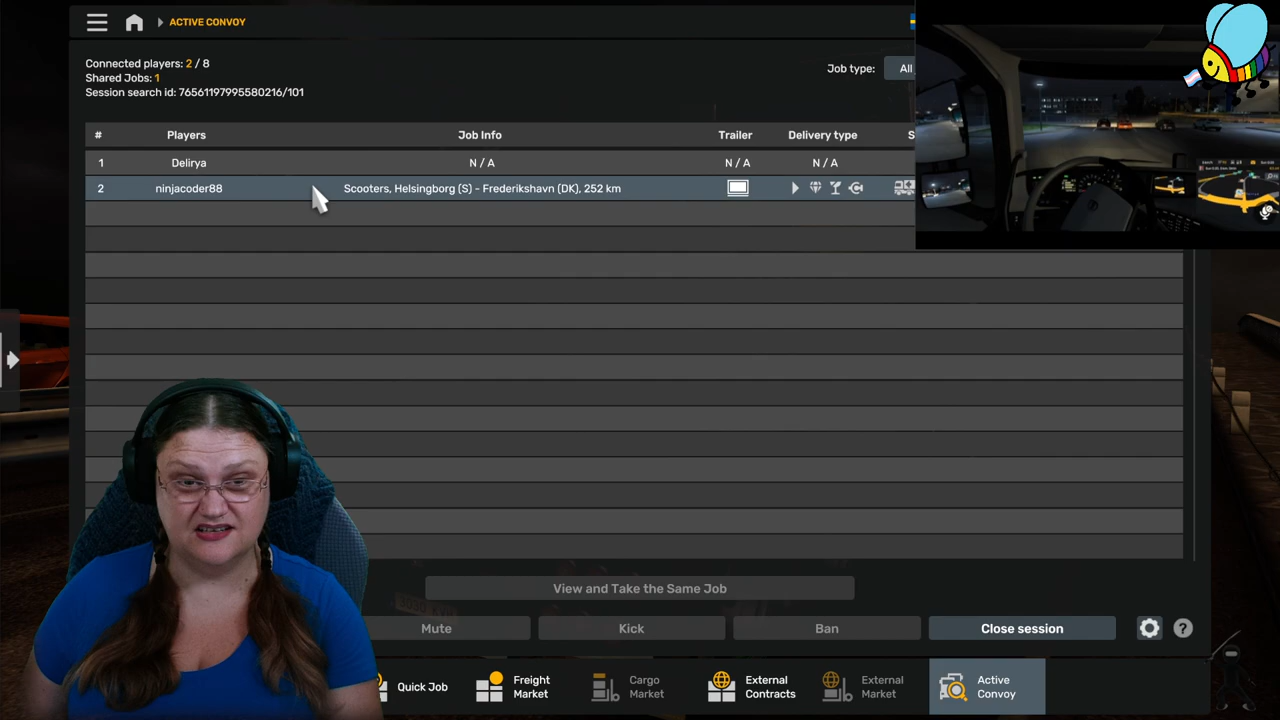 ACTIVE CONVOY
Connected players: 2 / 8
Shared Jobs: 1
Session search id: 76561197995580216/101
Job type: All
# Players Job Info Trailer Delivery type S
1 Delirya N / A N / A N / A
2 ninjacoder88 Scooters, Helsingborg (S) - Frederikshavn (DK), 252 km
View and Take the Same Job
Mute Kick Ban Close session ?
Quick Job
Freight Market
Cargo Market
External Contracts
External Market
Active Convoy